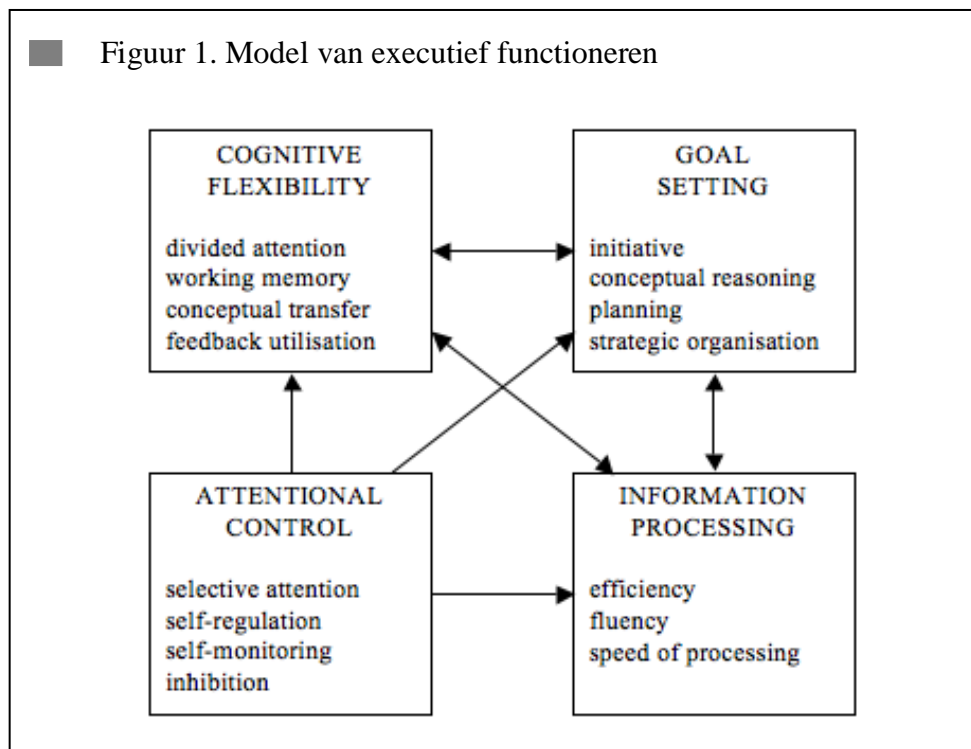 Figuur 1. Model van executief functioneren
COGNITIVE
FLEXIBILITY
divided attention
working memory
conceptual transfer
feedback utilisation
GOAL
SETTING
initiative
conceptual reasoning
planning
strategic organisation
ATTENTIONAL
CONTROL
selective attention
self-regulation
self-monitoring
inhibition
INFORMATION
PROCESSING
efficiency
fluency
speed of processing